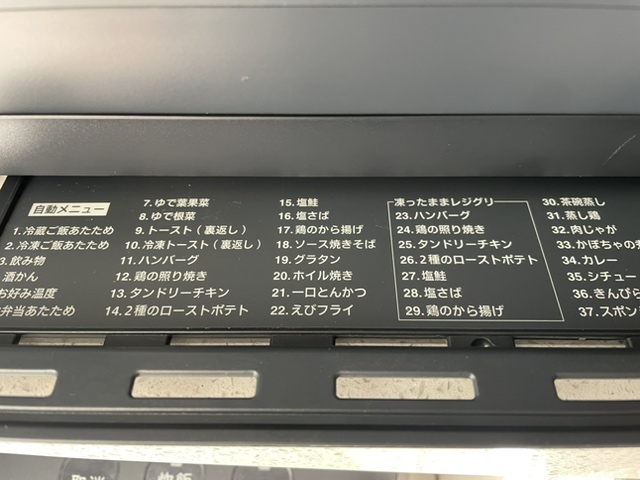 自動メニュー
1. 冷蔵ご飯あたため
2. 冷凍ご飯あたため
3. 飲み物
酒かん
お好み温度
弁当あたため
7. ゆで葉果菜
8. ゆで根菜
9. トースト（裏返し）
10. 冷凍トースト（裏返し）
11. ハンバーグ
12. 鶏の照り焼き
13. タンドリーチキン
14. 2種のローストポテト
15. 塩鮭
16. 塩さば
17. 鶏のから揚げ
18. ソース焼きそば
19. グラタン
20. ホイル焼き
21. 一口とんかつ
22. えびフライ
凍ったままレジグリー
23. ハンバーグ
24. 鶏の照り焼き
25. タンドリーチキン
26. 2種のローストポテト
27. 塩鮭
28. 塩さば
29. 鶏のから揚げ
30. 茶碗蒸し
31. 蒸し鶏
32. 肉じゃが
33. かぼちゃの
34. カレー
35. シチュー
36. きんぴら
37. スポン
取消
炊飯